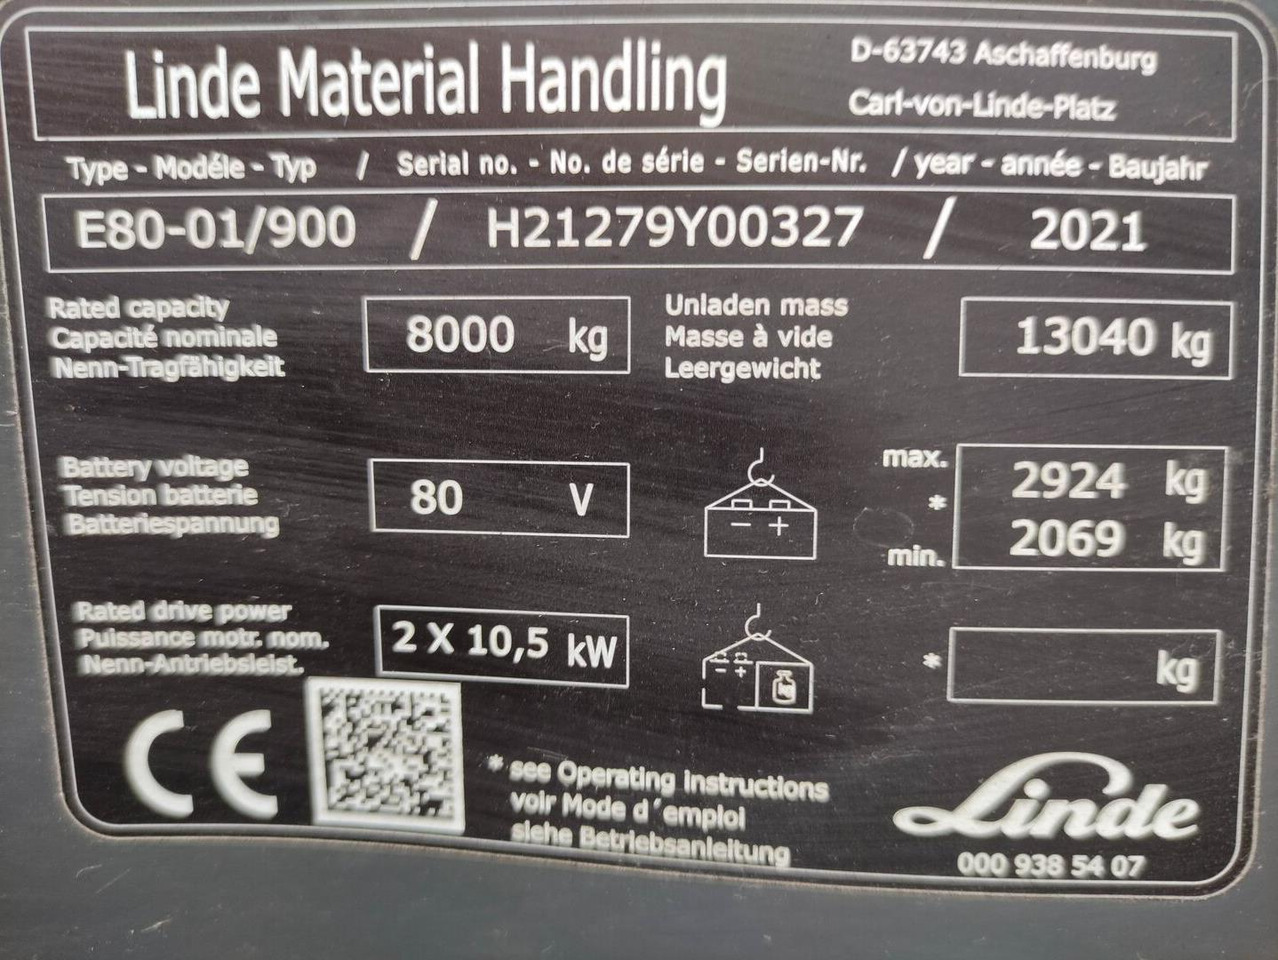 Linde Material Handling
D-63743 Aschaffenburg
Carl-von-Linde-Platz
Type - Modéle - Typ / Serial no. - No. de série - Serien-Nr. / year - année - Baujahr
E80-01/900 / H21279Y00327 / 2021
Rated capacity
Capacité nominale
Nenn-Tragfähigkeit
8000 kg
Unladen mass
Masse à vide
Leergewicht
13040 kg
Battery voltage
Tension batterie
Batteriespannung
80 V
- +
max.
*
min.
2924 kg
2069 kg
Rated drive power
Puissance motr. nom.
Nenn-Antriebsleist.
2 X 10,5 kW
- +
kg
* kg
CE
* see Operating instructions
voir Mode d'emploi
siehe Betriebsanleitung
Linde
000 938 54 07